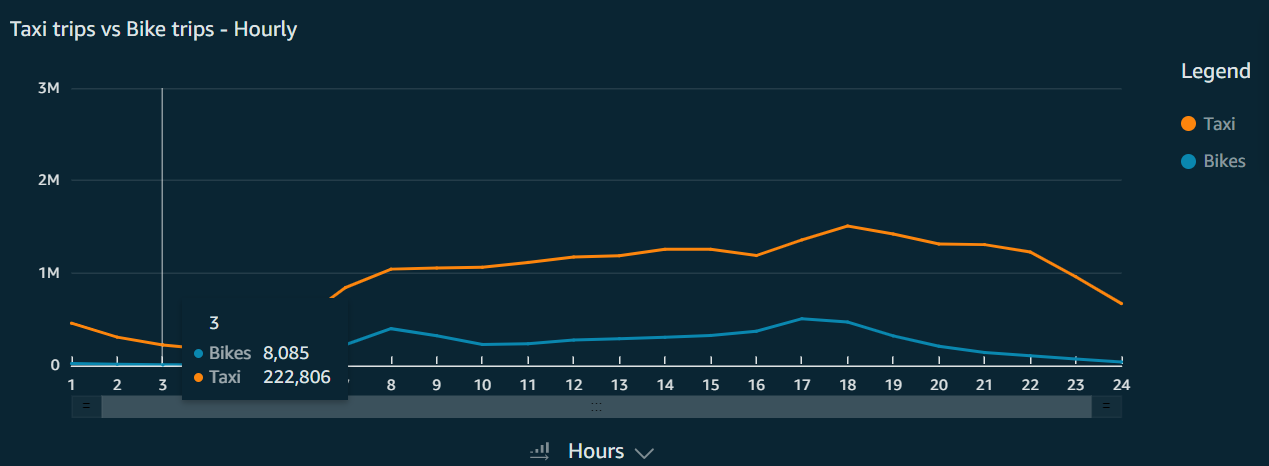 Taxi trips vs Bike trips - Hourly
Legend
Taxi
Bikes
3M
2M
1M
0
3
Bikes 8,085
Taxi 222,806
1 2 3 8 9 10 11 12 13 14 15 16 17 18 19 20 21 22 23 24
Hours